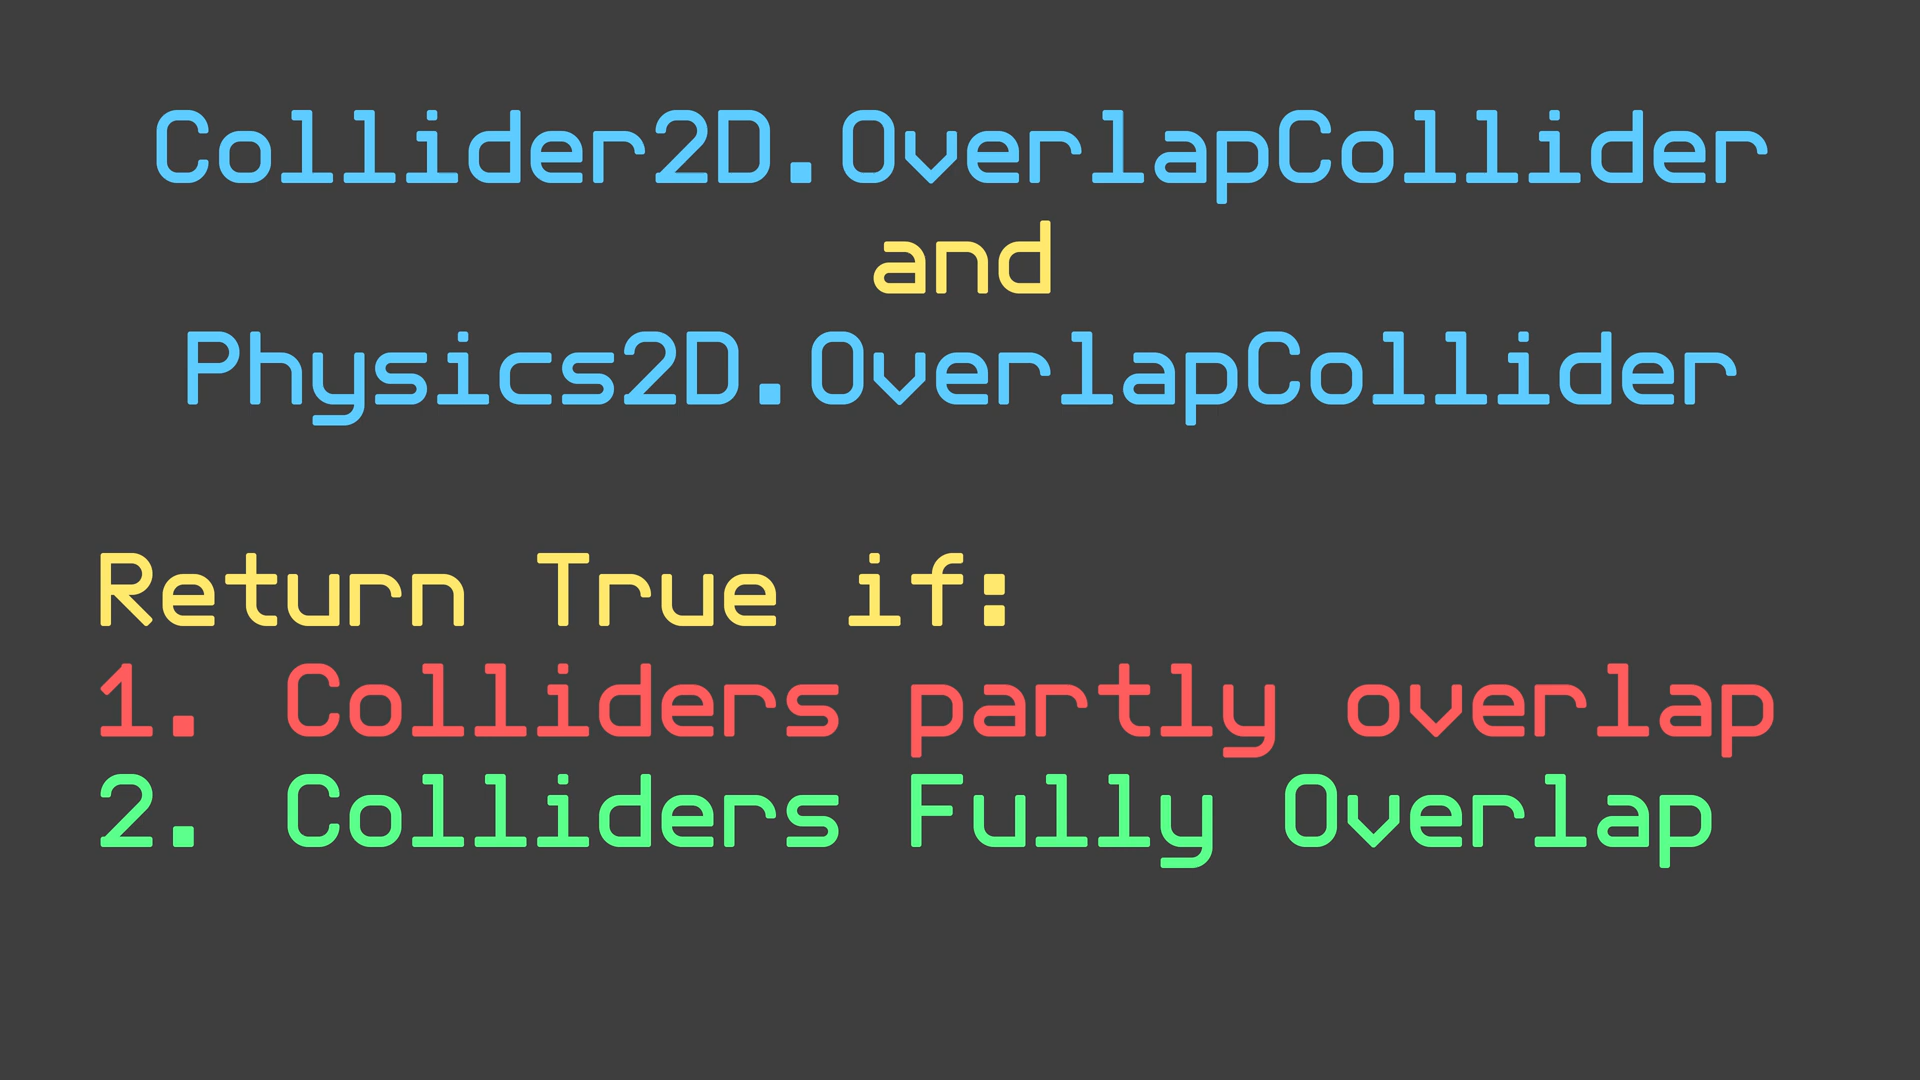 Collider2D.OverlapCollider
and
Physics2D.OverlapCollider
Return True if:
1. Colliders partly overlap
2. Colliders Fully Overlap